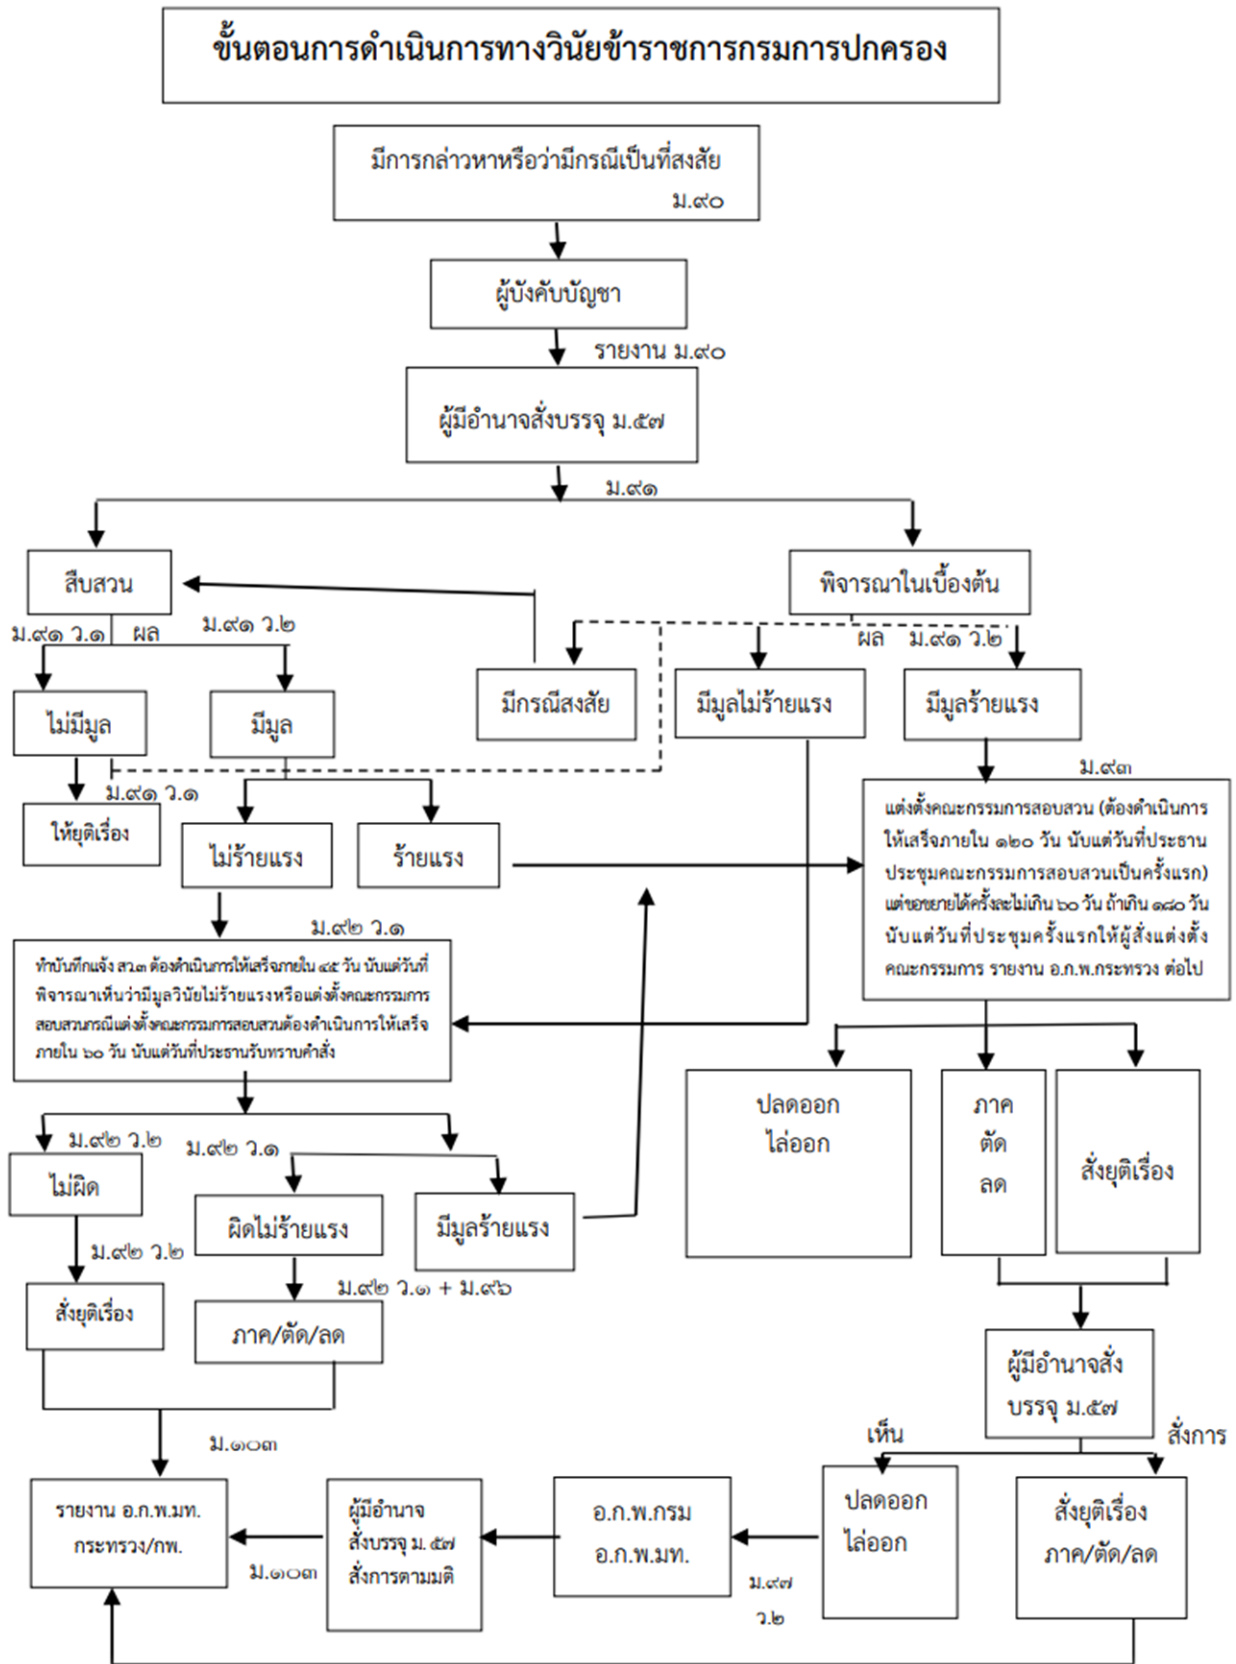 ขั้นตอนการดำเนินการทางวินัยข้าราชการกรมการปกครอง
มีการกล่าวหาหรือว่ามีกรณีเป็นที่สงสัย
ม.๙๐
ผู้บังคับบัญชา
รายงาน ม.๙๐
ผู้มีอำนาจสั่งบรรจุ ม.๕๗
ม.๙๑
สืบสวน
พิจารณาในเบื้องต้น
ม.๙๑ ว.๑
ผล
ม.๙๑ ว.๒
ผล
ม.๙๑ ว.๒
ไม่มีมูล
มีมูล
มีกรณีสงสัย
มีมูลไม่ร้ายแรง
มีมูลร้ายแรง
ม.๙๑ ว.๑
ม.๙๓
ให้ยุติเรื่อง
ไม่ร้ายแรง
ร้ายแรง
แต่งตั้งคณะกรรมการสอบสวน (ต้องดำเนินการ
ให้เสร็จภายใน ๑๒๐ วัน นับแต่วันที่ประธาน
ประชุมคณะกรรมการสอบสวนเป็นครั้งแรก)
แต่ขอขยายได้ครั้งละไม่เกิน ๖๐ วัน ถ้าเกิน ๑๘๐ วัน
นับแต่วันที่ประชุมครั้งแรกให้ผู้สั่งแต่งตั้ง
คณะกรรมการ รายงาน อ.ก.พ.กระทรวง ต่อไป
ม.๙๒ ว.๑
ทำบันทึกแจ้ง สว.๓ ต้องดำเนินการให้เสร็จภายใน ๔๕ วัน นับแต่วันที่
พิจารณาเห็นว่ามีมูลวินัยไม่ร้ายแรงหรือแต่งตั้งคณะกรรมการ
สอบสวนกรณีแต่งตั้งคณะกรรมการสอบสวนต้องดำเนินการให้เสร็จ
ภายใน ๖๐ วัน นับแต่วันที่ประธานรับทราบคำสั่ง
ปลดออก
ไล่ออก
ภาค
ตัด
ลด
สั่งยุติเรื่อง
ม.๙๒ ว.๒
ม.๙๒ ว.๑
ไม่ผิด
ผิดไม่ร้ายแรง
มีมูลร้ายแรง
ม.๙๒ ว.๒
ม.๙๒ ว.๑ + ม.๙๖
สั่งยุติเรื่อง
ภาค/ตัด/ลด
ผู้มีอำนาจสั่ง
บรรจุ ม.๕๗
ม.๑๐๓
เห็น
สั่งการ
รายงาน อ.ก.พ.มท.
กระทรวง/กพ.
ม.๑๐๓
ผู้มีอำนาจ
สั่งบรรจุ ม. ๕๗
สั่งการตามมติ
อ.ก.พ.กรม
อ.ก.พ.มท.
ม.๙๗
ว.๒
ปลดออก
ไล่ออก
สั่งยุติเรื่อง
ภาค/ตัด/ลด